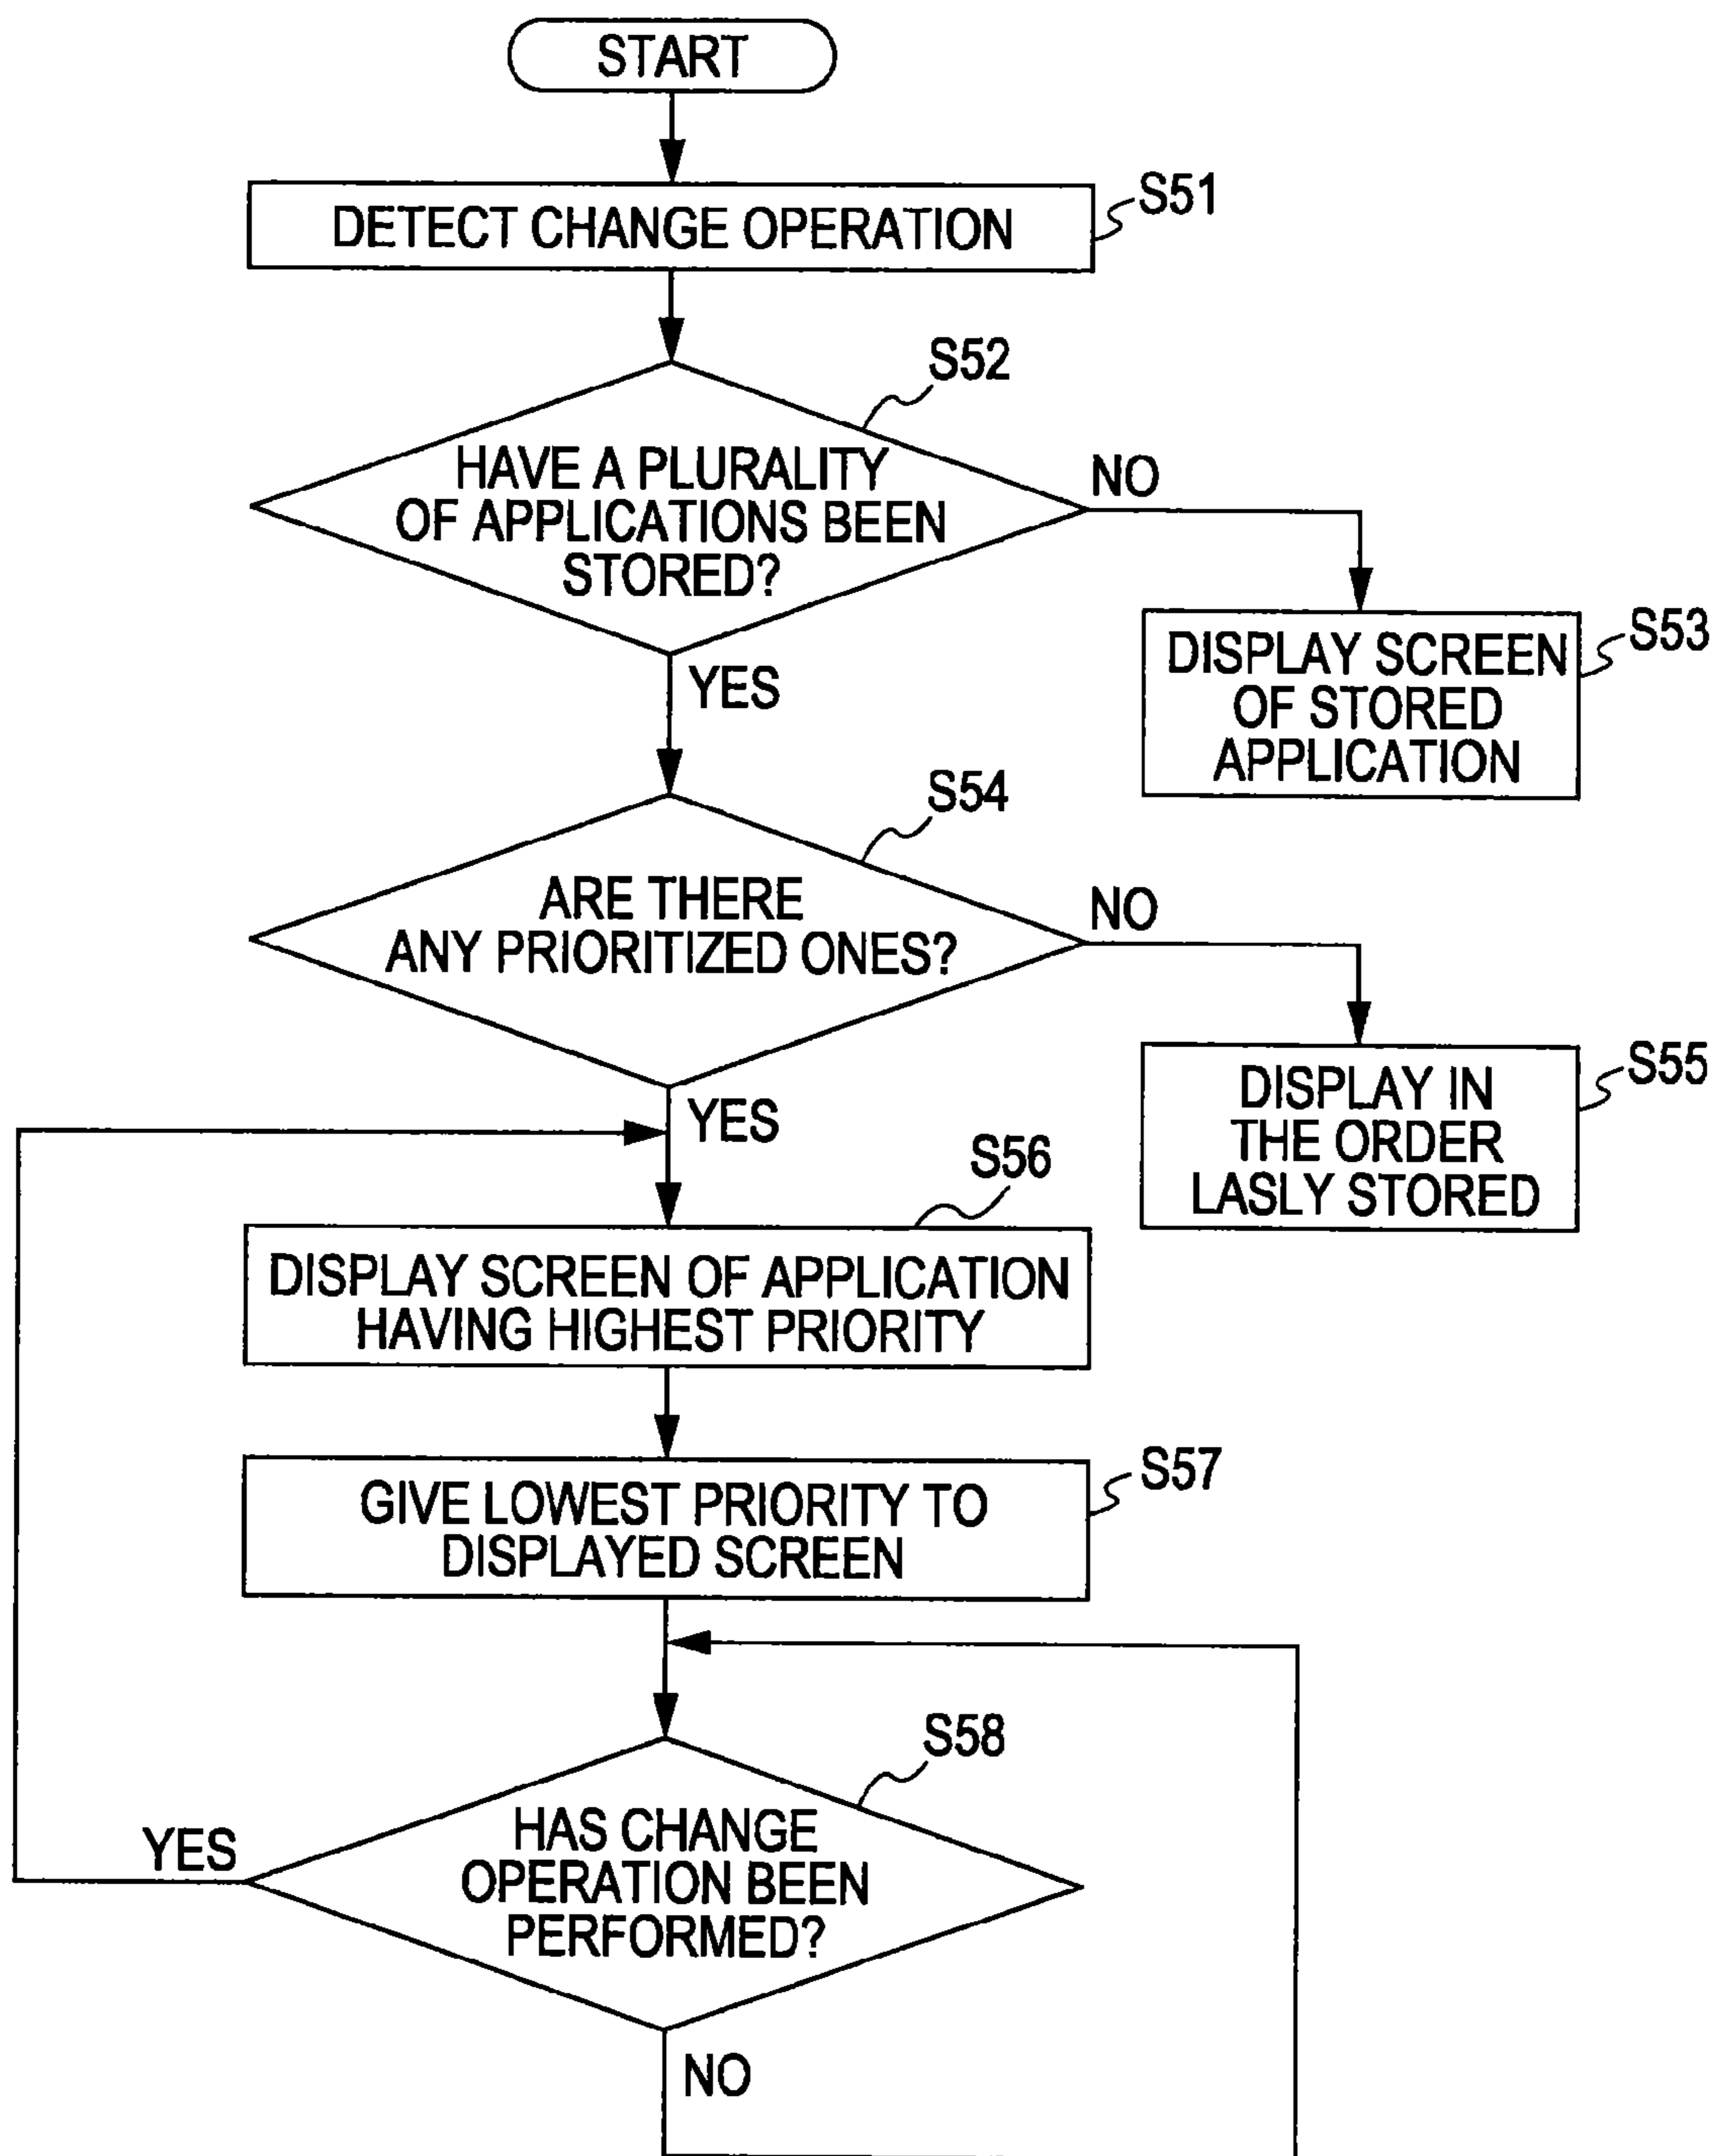 START
DETECT CHANGE OPERATION
S51
S52
HAVE A PLURALITY
OF APPLICATIONS BEEN
STORED?
NO
YES
DISPLAY SCREEN
OF STORED
APPLICATION
S53
S54
ARE THERE
ANY PRIORITIZED ONES?
NO
YES
DISPLAY IN
THE ORDER
LASLY STORED
S55
S56
DISPLAY SCREEN OF APPLICATION
HAVING HIGHEST PRIORITY
GIVE LOWEST PRIORITY TO
DISPLAYED SCREEN
S57
S58
HAS CHANGE
OPERATION BEEN
PERFORMED?
YES
NO